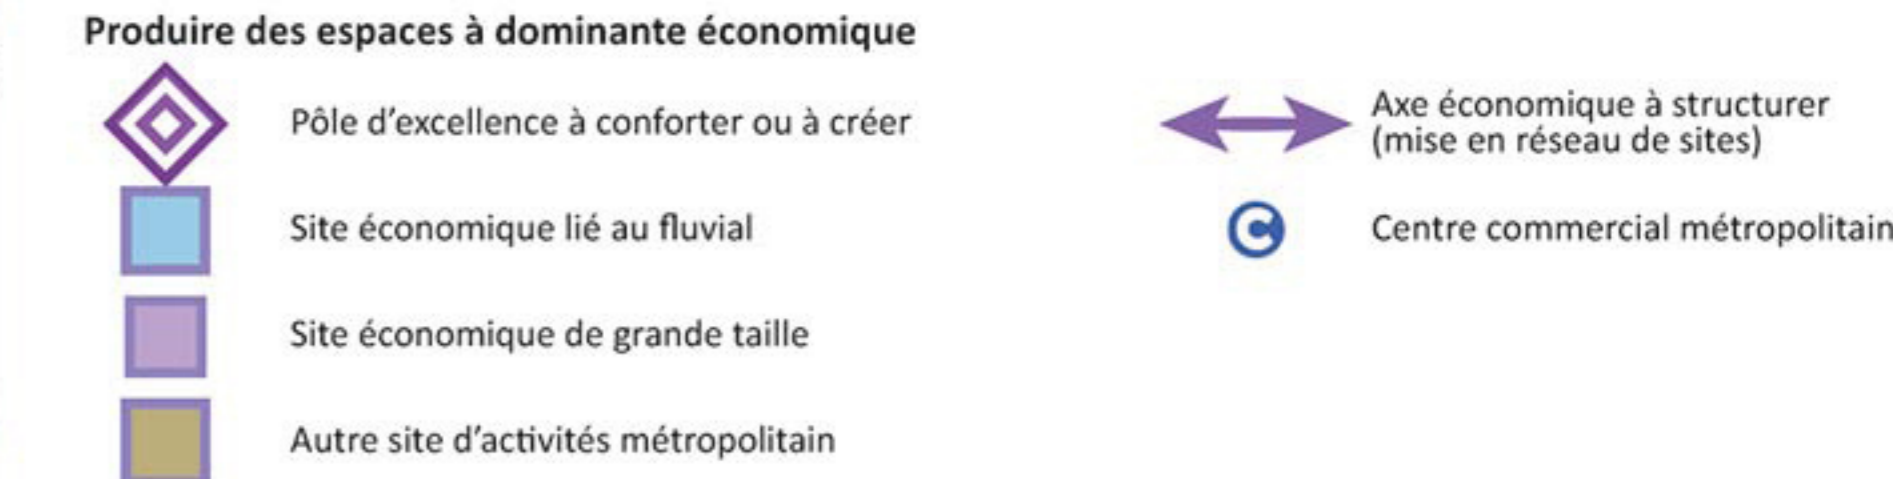 Produire des espaces à dominante économique
Pôle d'excellence à conforter ou à créer
Site économique lié au fluvial
Site économique de grande taille
Autre site d'activités métropolitain
Axe économique à structurer
(mise en réseau de sites)
C
Centre commercial métropolitain